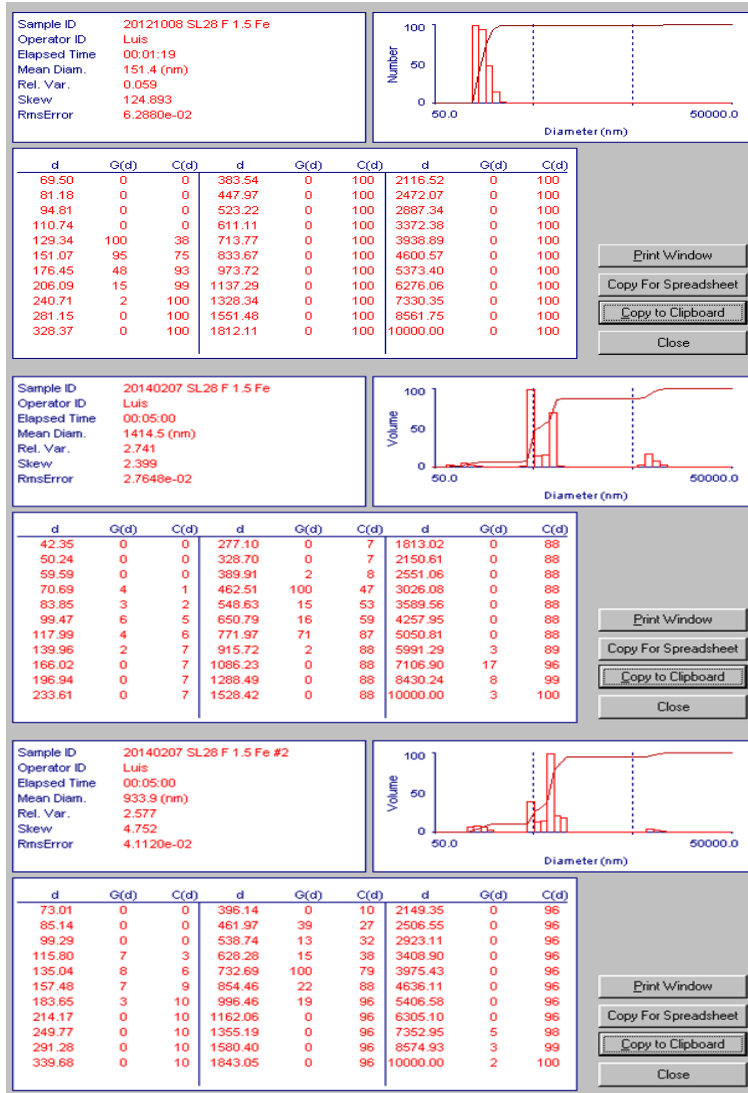 Sample ID 20121008 SL28 F 1.5 Fe
Operator ID Luis
Elapsed Time 00:01:19
Mean Diam. 151.4 (nm)
Rel. Var. 0.059
Skew 124.893
RmsError 6.2880e-02
Number
100
50
0
50.0 50000.0
Diameter (nm)
d G(d) C(d) d G(d) C(d) d G(d) C(d)
69.50 0 0 383.54 0 100 2116.52 0 100
81.18 0 0 447.97 0 100 2472.07 0 100
94.81 0 0 523.22 0 100 2887.34 0 100
110.74 0 0 611.11 0 100 3372.38 0 100
129.34 100 38 713.77 0 100 3938.89 0 100
151.07 95 75 833.67 0 100 4600.57 0 100
176.45 48 93 973.72 0 100 5373.40 0 100
206.09 15 99 1137.29 0 100 6276.06 0 100
240.71 2 100 1328.34 0 100 7330.35 0 100
281.15 0 100 1551.48 0 100 8561.75 0 100
328.37 0 100 1812.11 0 100 10000.00 0 100
Print Window
Copy For Spreadsheet
Copy to Clipboard
Close
Sample ID 20140207 SL28 F 1.5 Fe
Operator ID Luis
Elapsed Time 00:05:00
Mean Diam. 1414.5 (nm)
Rel. Var. 2.741
Skew 2.399
RmsError 2.7648e-02
Volume
100
50
0
50.0 50000.0
Diameter (nm)
d G(d) C(d) d G(d) C(d) d G(d) C(d)
42.35 0 0 277.10 0 7 1813.02 0 88
50.24 0 0 328.70 0 7 2150.61 0 88
59.59 0 0 389.91 2 8 2551.06 0 88
70.69 4 1 462.51 100 47 3026.08 0 88
83.85 3 2 548.63 15 53 3589.56 0 88
99.47 6 5 650.79 16 59 4257.95 0 88
117.99 4 6 771.97 71 87 5050.81 0 88
139.96 2 7 915.72 2 88 5991.29 3 89
166.02 0 7 1086.23 0 88 7106.90 17 96
196.94 0 7 1288.49 0 88 8430.24 8 99
233.61 0 7 1528.42 0 88 10000.00 3 100
Print Window
Copy For Spreadsheet
Copy to Clipboard
Close
Sample ID 20140207 SL28 F 1.5 Fe #2
Operator ID Luis
Elapsed Time 00:05:00
Mean Diam. 933.9 (nm)
Rel. Var. 2.577
Skew 4.752
RmsError 4.1120e-02
Volume
100
50
0
50.0 50000.0
Diameter (nm)
d G(d) C(d) d G(d) C(d) d G(d) C(d)
73.01 0 0 396.14 0 10 2149.35 0 96
85.14 0 0 461.97 39 27 2506.55 0 96
99.29 0 0 538.74 13 32 2923.11 0 96
115.80 7 3 628.28 15 38 3408.90 0 96
135.04 8 6 732.69 100 79 3975.43 0 96
157.48 7 9 854.46 22 88 4636.11 0 96
183.65 3 10 996.46 19 96 5406.58 0 96
214.17 0 10 1162.06 0 96 6305.10 0 96
249.77 0 10 1355.19 0 96 7352.95 5 98
291.28 0 10 1580.40 0 96 8574.93 3 99
339.68 0 10 1843.05 0 96 10000.00 2 100
Print Window
Copy For Spreadsheet
Copy to Clipboard
Close